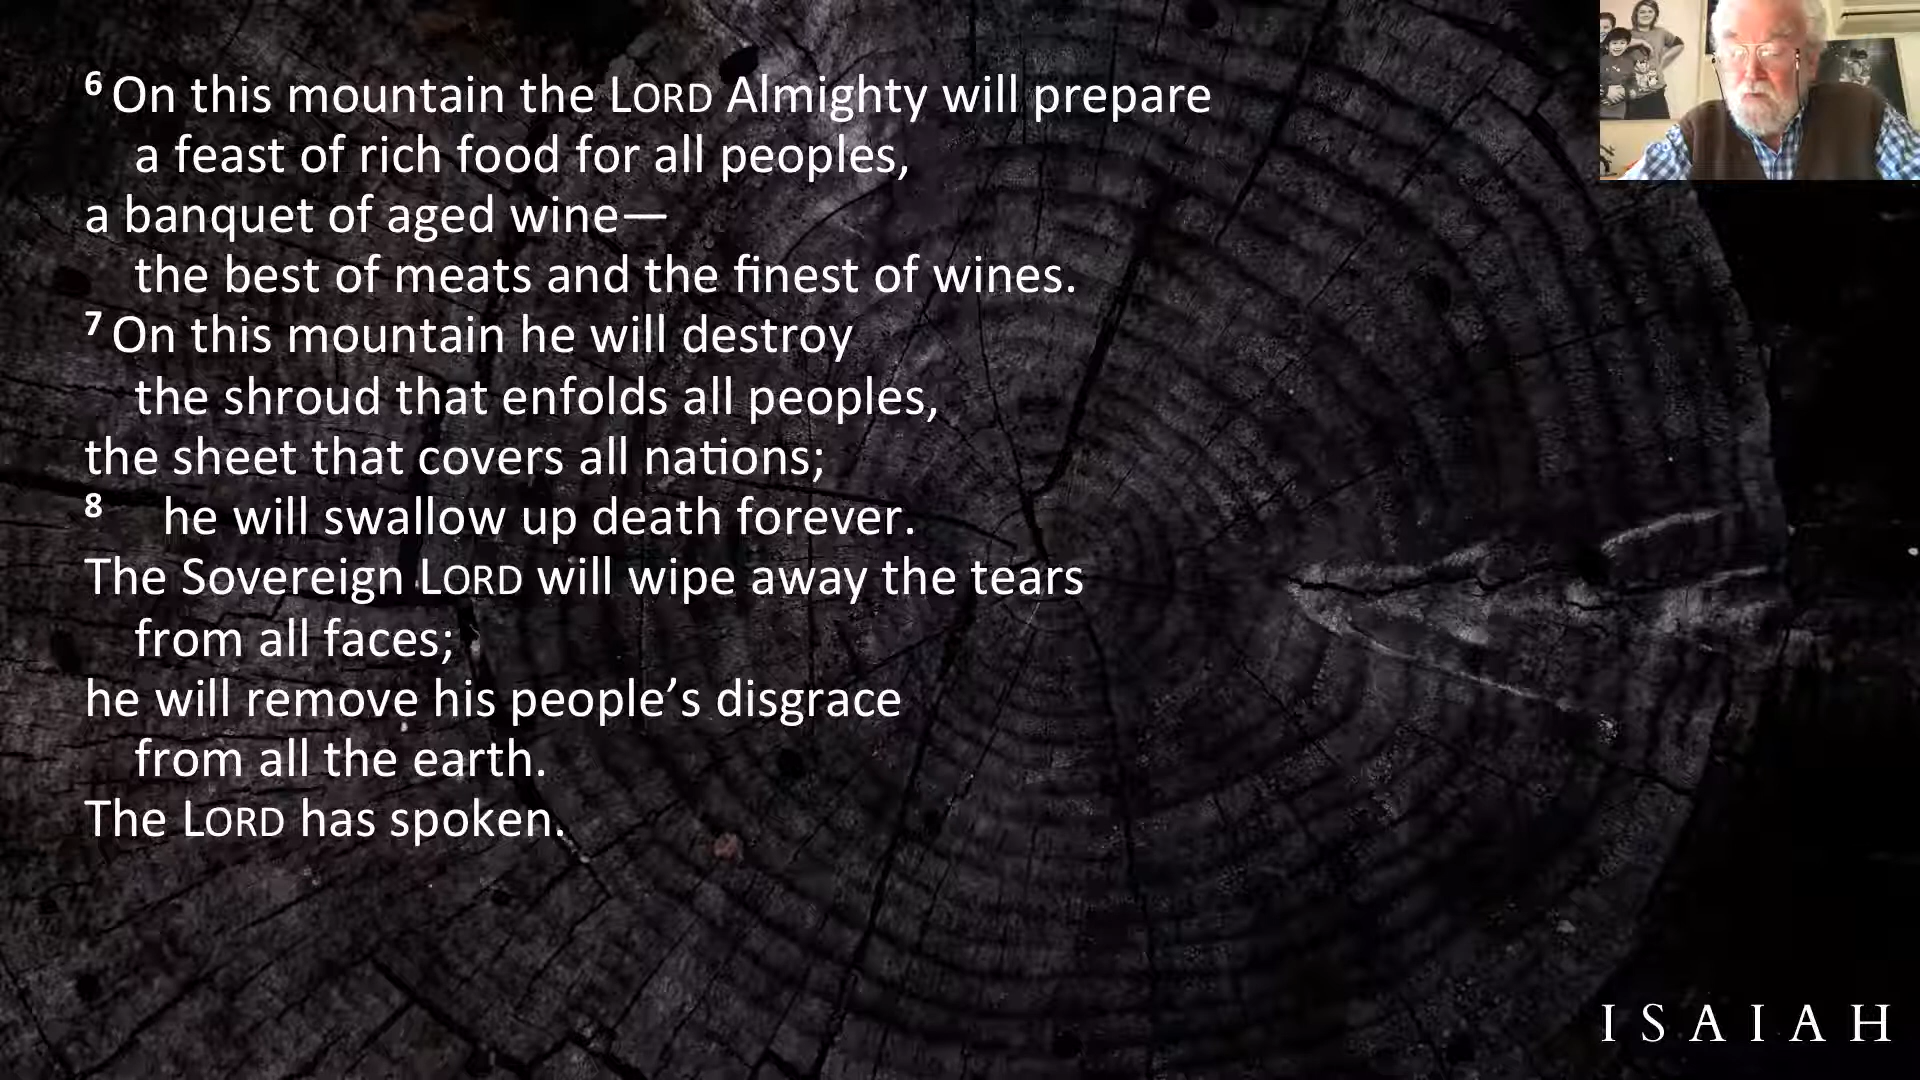 6 On this mountain the LORD Almighty will prepare
a feast of rich food for all peoples,
a banquet of aged wine—
the best of meats and the finest of wines.
7 On this mountain he will destroy
the shroud that enfolds all peoples,
the sheet that covers all nations;
8 he will swallow up death forever.
The Sovereign LORD will wipe away the tears
from all faces;
he will remove his people’s disgrace
from all the earth.
The LORD has spoken.
ISAIAH